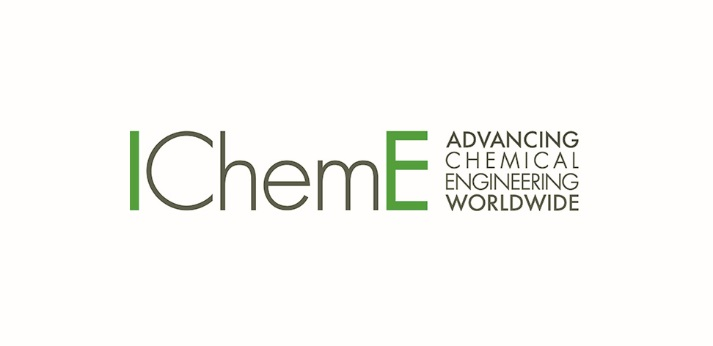 IChemE
ADVANCING
CHEMICAL
ENGINEERING
WORLDWIDE